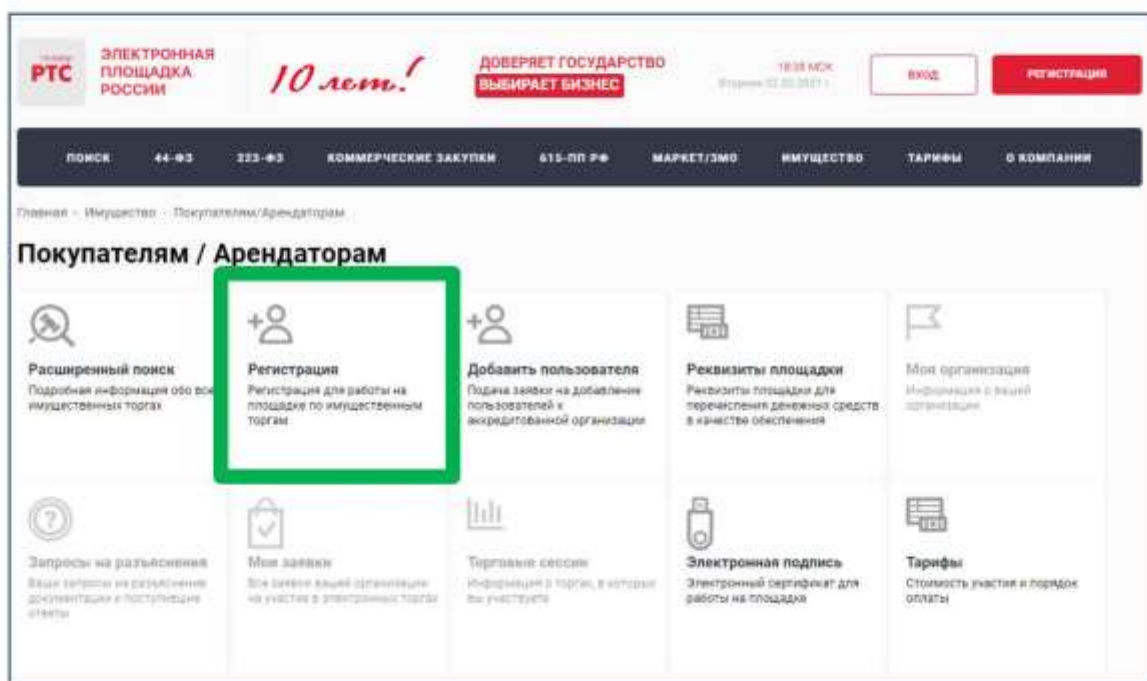 РТС
ЭЛЕКТРОННАЯ
ПЛОЩАДКА
РОССИИ
10 лет!
ДОВЕРЯЕТ ГОСУДАРСТВО
ВЫБИРАЕТ БИЗНЕС
ВХОД
РЕГИСТРАЦИЯ
ПОИСК 44-ФЗ 223-ФЗ КОММЕРЧЕСКИЕ ЗАКУПКИ 615-ПП РФ МАРКЕТ/ЗМО ИМУЩЕСТВО ТАРИФЫ О КОМПАНИИ
Главная - Имущество - Покупателям/Арендаторам
Покупателям / Арендаторам
Расширенный поиск
Подробная информация обо все
имущественных торгах
Регистрация
Регистрация для работы на
площадке по имущественным
торгам
Добавить пользователя
Подача заявки на добавление
пользователей к
аккредитованной организации
Реквизиты площадки
Реквизиты площадки для
перечисления денежных средств
в качестве обеспечения
Моя организация
Информация о вашей
организации
Запросы на разъяснения
Ваши запросы на разъяснение
документации и поступившие
ответы
Мои заявки
Все заявки вашей организации
на участие в электронных торгах
Торговые сессии
Информация о торгах, в которых
вы участвуете
Электронная подпись
Электронный сертификат для
работы на площадке
Тарифы
Стоимость участия и порядок
оплаты